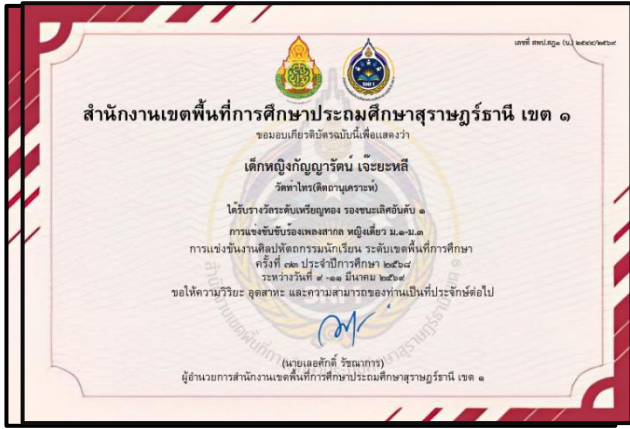 เลขที่ สพป.สฎ๑ (น.) ๒๕๔๔/๒๕๖๙
สำนักงานเขตพื้นที่การศึกษาประถมศึกษาสุราษฎร์ธานี เขต ๑
ขอมอบเกียรติบัตรฉบับนี้เพื่อแสดงว่า
เด็กหญิงกัญญารัตน์ เจ๊ะยะหลี
วัดท่าไทร(ดิตถานุเคราะห์)
ได้รับรางวัลระดับเหรียญทอง รองชนะเลิศอันดับ ๑
การแข่งขันขับร้องเพลงสากล หญิงเดี่ยว ม.๑-ม.๓
การแข่งขันงานศิลปหัตถกรรมนักเรียน ระดับเขตพื้นที่การศึกษา
ครั้งที่ ๗๓ ประจำปีการศึกษา ๒๕๖๘
ระหว่างวันที่ ๙ -๑๑ มีนาคม ๒๕๖๙
ขอให้ความวิริยะ อุตสาหะ และความสามารถของท่านเป็นที่ประจักษ์ต่อไป
(นายเลอศักดิ์ รัชณาการ)
ผู้อำนวยการสำนักงานเขตพื้นที่การศึกษาประถมศึกษาสุราษฎร์ธานี เขต ๑